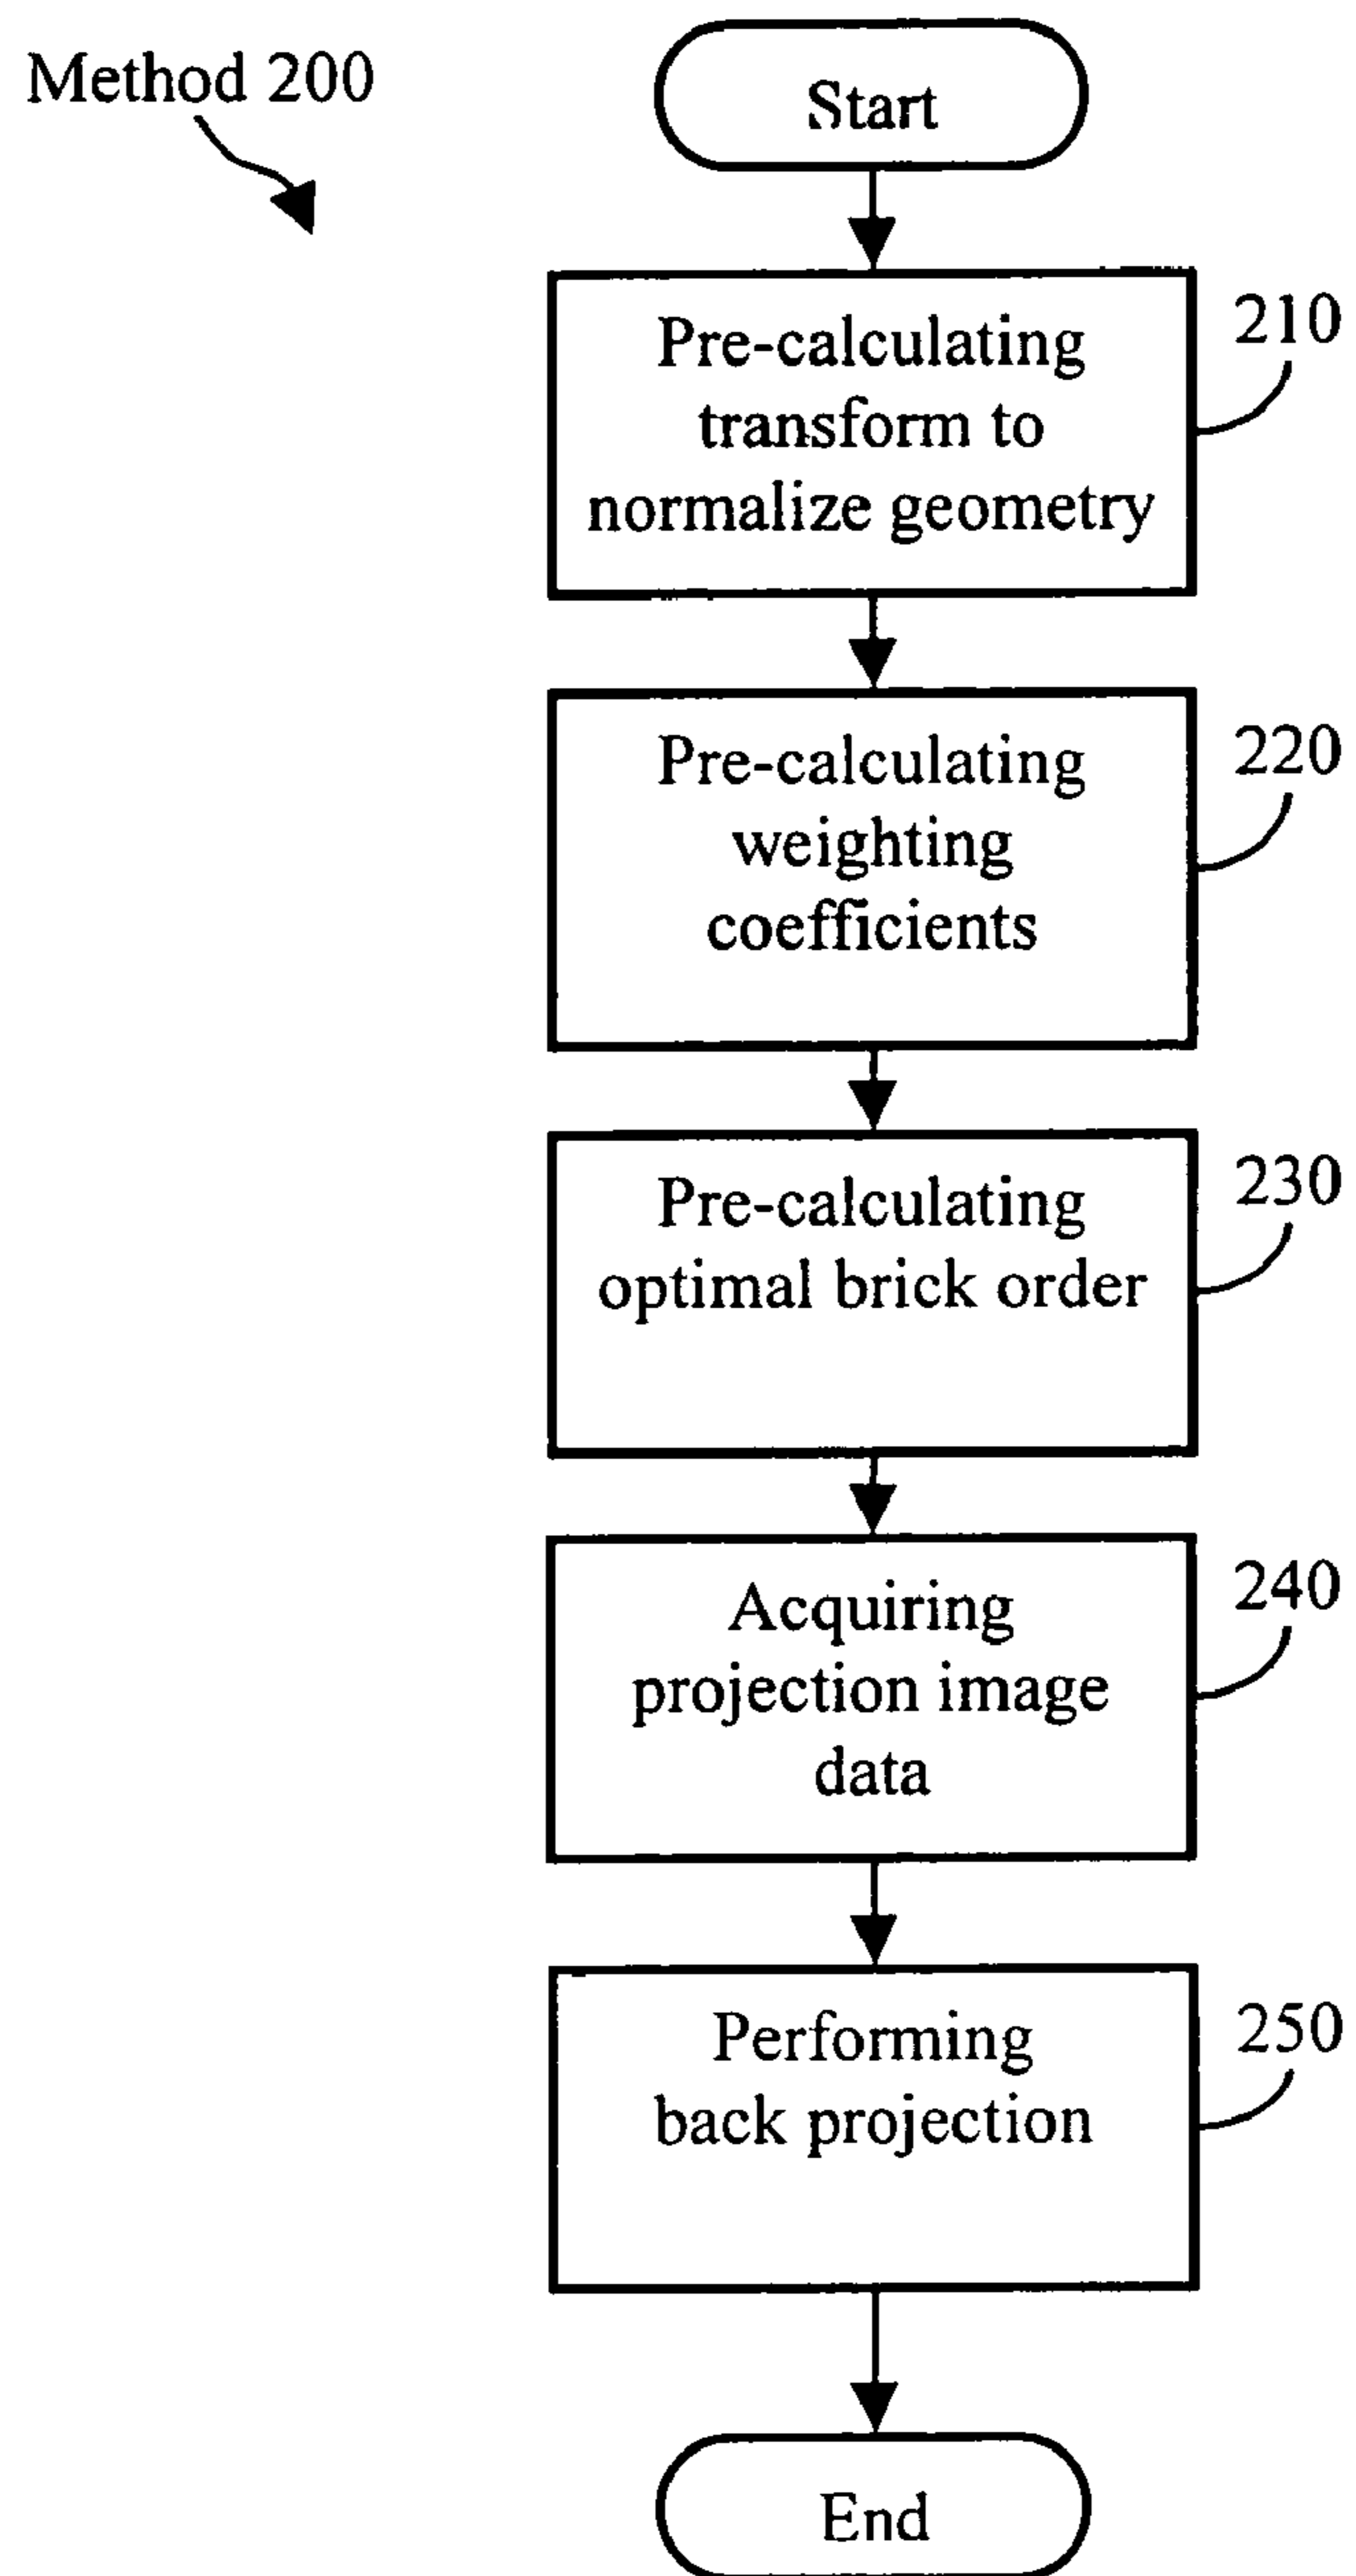 Method 200
Start
Pre-calculating
transform to
normalize geometry
210
Pre-calculating
weighting
coefficients
220
Pre-calculating
optimal brick order
230
Acquiring
projection image
data
240
Performing
back projection
250
End